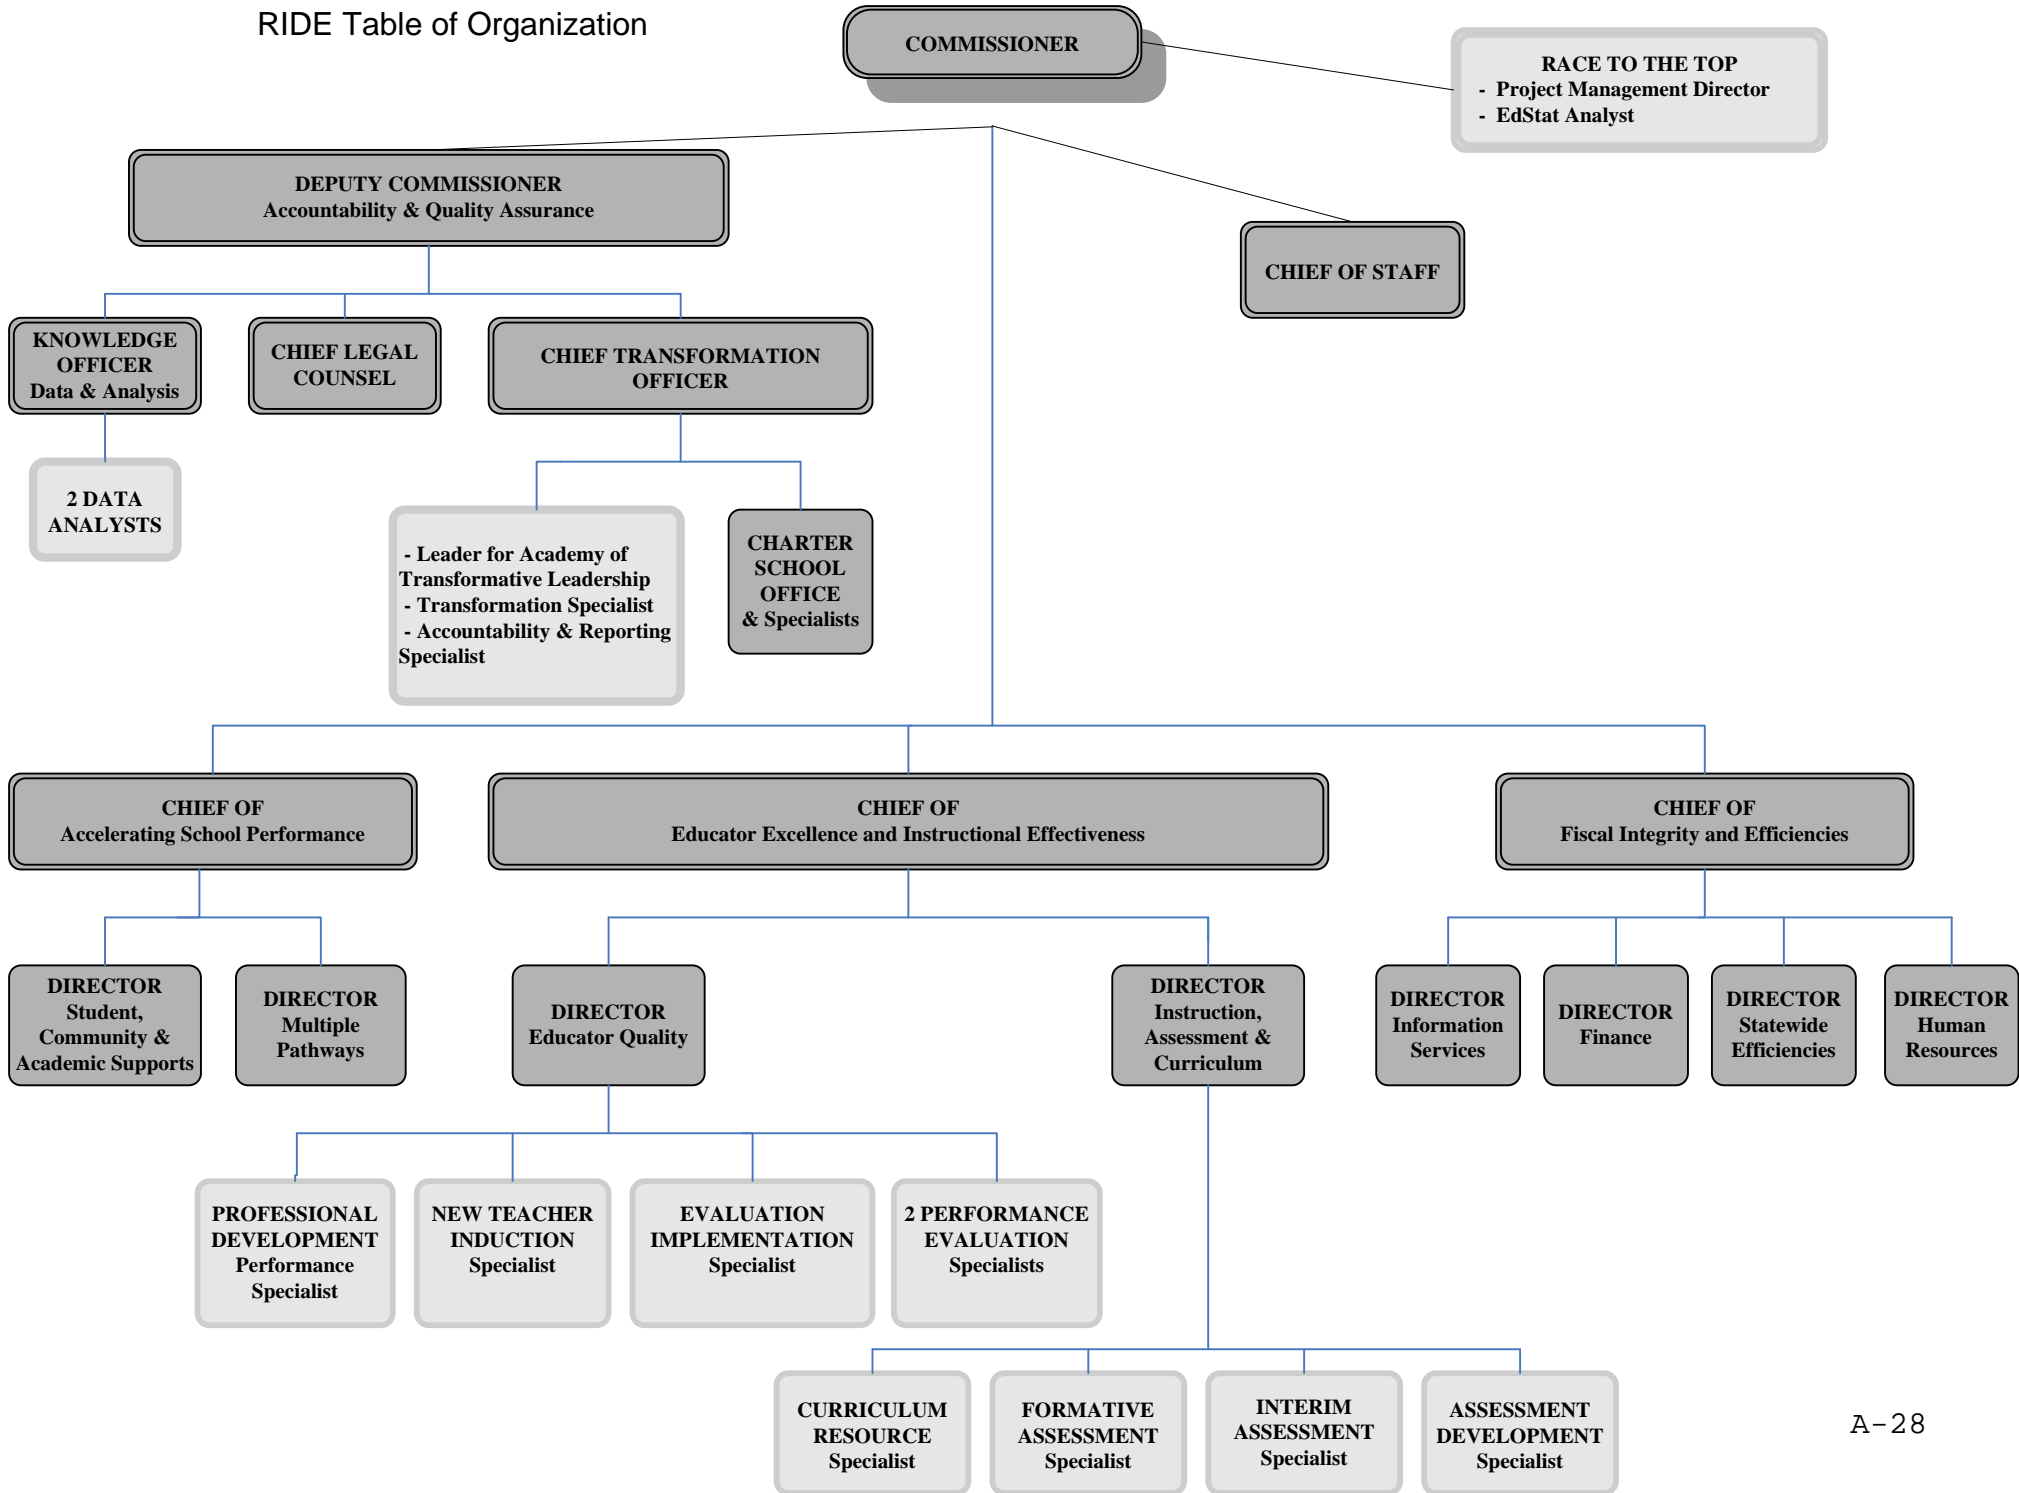 RIDE Table of Organization
COMMISSIONER
RACE TO THE TOP
- Project Management Director
- EdStat Analyst
DEPUTY COMMISSIONER
Accountability & Quality Assurance
CHIEF OF STAFF
KNOWLEDGE
OFFICER
Data & Analysis
CHIEF LEGAL
COUNSEL
CHIEF TRANSFORMATION
OFFICER
2 DATA
ANALYSTS
- Leader for Academy of
Transformative Leadership
- Transformation Specialist
- Accountability & Reporting
Specialist
CHARTER
SCHOOL
OFFICE
& Specialists
CHIEF OF
Accelerating School Performance
CHIEF OF
Educator Excellence and Instructional Effectiveness
CHIEF OF
Fiscal Integrity and Efficiencies
DIRECTOR
Student,
Community &
Academic Supports
DIRECTOR
Multiple
Pathways
DIRECTOR
Educator Quality
DIRECTOR
Instruction,
Assessment &
Curriculum
DIRECTOR
Information
Services
DIRECTOR
Finance
DIRECTOR
Statewide
Efficiencies
DIRECTOR
Human
Resources
PROFESSIONAL
DEVELOPMENT
Performance
Specialist
NEW TEACHER
INDUCTION
Specialist
EVALUATION
IMPLEMENTATION
Specialist
2 PERFORMANCE
EVALUATION
Specialists
CURRICULUM
RESOURCE
Specialist
FORMATIVE
ASSESSMENT
Specialist
INTERIM
ASSESSMENT
Specialist
ASSESSMENT
DEVELOPMENT
Specialist
A-28